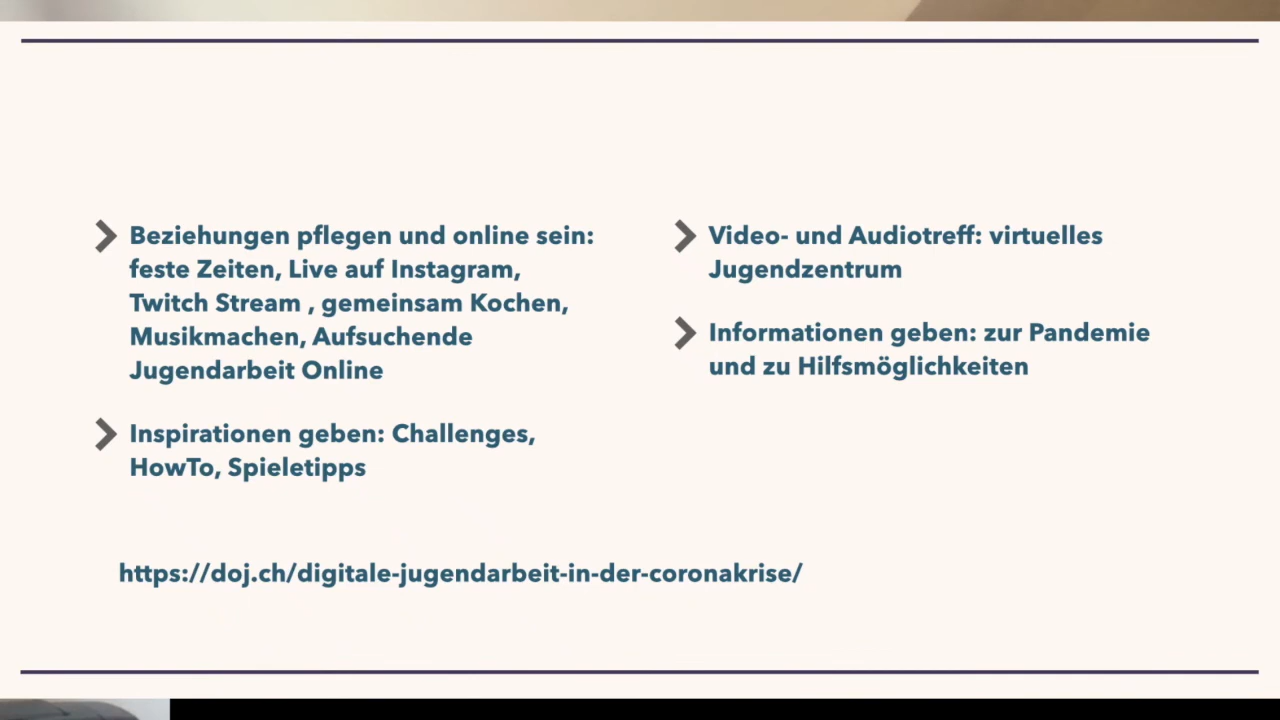 Beziehungen pflegen und online sein:
feste Zeiten, Live auf Instagram,
Twitch Stream , gemeinsam Kochen,
Musikmachen, Aufsuchende
Jugendarbeit Online
Inspirationen geben: Challenges,
HowTo, Spieletipps
Video- und Audiotreff: virtuelles
Jugendzentrum
Informationen geben: zur Pandemie
und zu Hilfsmöglichkeiten
https://doj.ch/digitale-jugendarbeit-in-der-coronakrise/